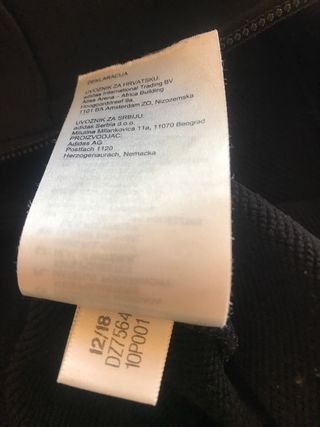 DEKLARACIJA
UVOZNIK ZA HRVATSKU:
adidas International Trading BV
Atlas Arena - Africa Building
Hoogoorddreef 9a,
1101 BA Amsterdam ZO, Nizozemska
UVOZNIK ZA SRBIJU:
adidas Serbia d.o.o.
Milutina Milankovića 11a, 11070 Beograd
PROIZVODJAC:
Adidas AG
Postfach 1120
Herzogenaurach, Nemacka
12/18
DZ7564
10P001